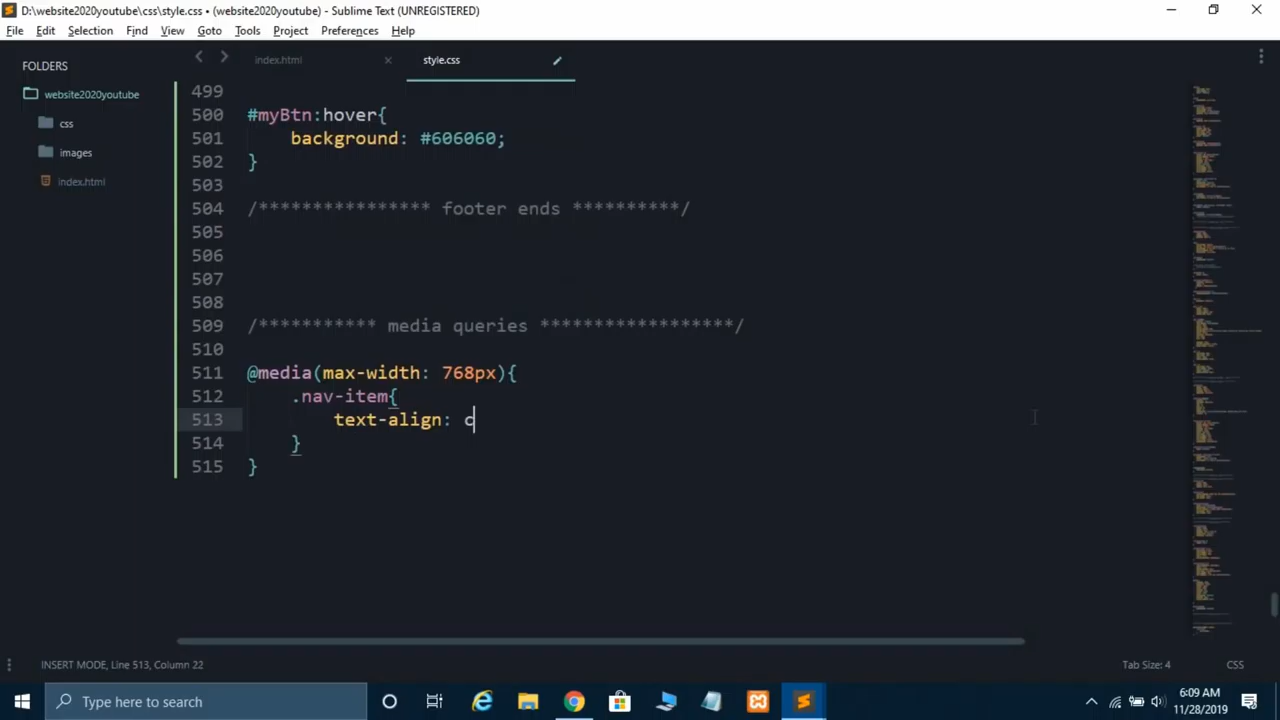 D:\website2020youtube\css\style.css • (website2020youtube) - Sublime Text (UNREGISTERED)
File Edit Selection Find View Goto Tools Project Preferences Help
FOLDERS
website2020youtube
css
images
index.html
index.html
style.css
499
500 #myBtn:hover{
501 background: #606060;
502 }
503
504 /**************** footer ends **********/
505
506
507
508
509 /*********** media queries ******************/
510
511 @media(max-width: 768px){
512 .nav-item{
513 text-align: c
514 }
515 }
INSERT MODE, Line 513, Column 22
Tab Size: 4
CSS
Type here to search
6:09 AM
11/28/2019